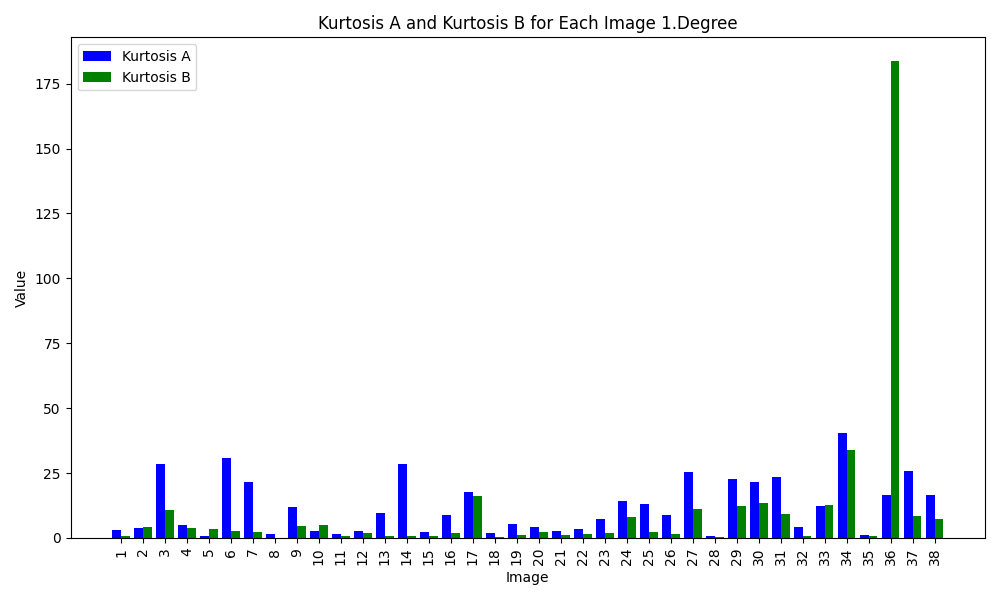 Kurtosis A and Kurtosis B for Each Image 1.Degree
Kurtosis A
Kurtosis B
Value
175
150
125
100
75
50
25
0
1 2 3 4 5 6 7 8 9 10 11 12 13 14 15 16 17 18 19 20 21 22 23 24 25 26 27 28 29 30 31 32 33 34 35 36 37 38
Image